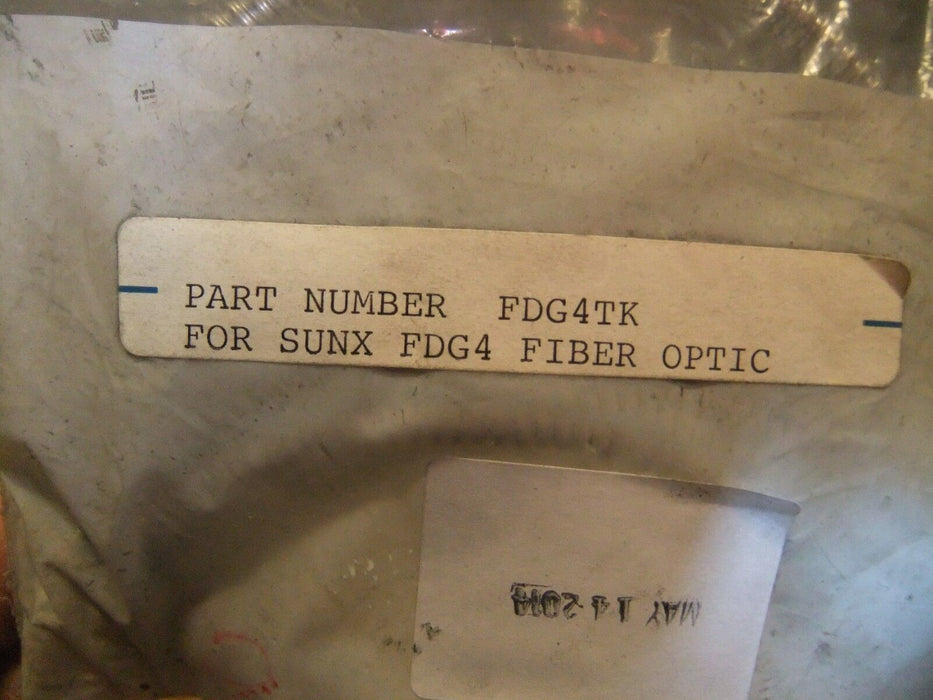 PART NUMBER FDG4TK
FOR SUNX FDG4 FIBER OPTIC
MAY 14